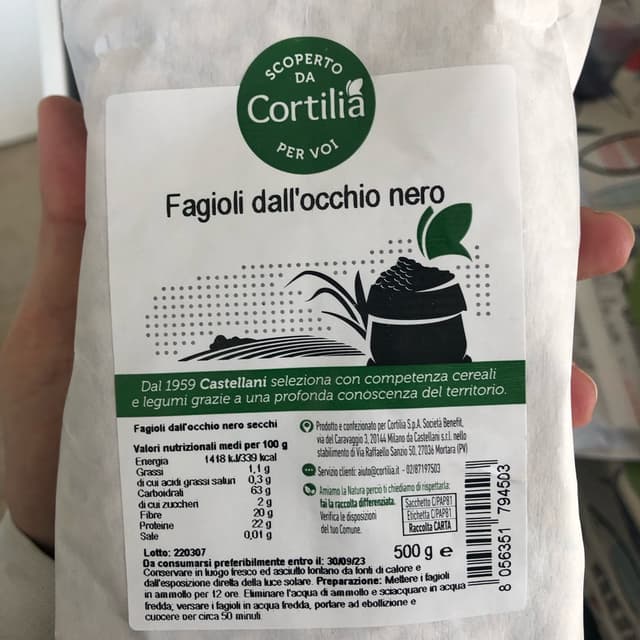 SCOPERTO
DA
Cortilia
PER VOI
Fagioli dall'occhio nero
Dal 1959 Castellani seleziona con competenza cereali
e legumi grazie a una profonda conoscenza del territorio.
Fagioli dall'occhio nero secchi
Valori nutrizionali medi per 100 g
Energia 1418 kJ/339 kcal
Grassi 1,1 g
di cui acidi grassi saturi 0,3 g
Carboidrati 63 g
di cui zuccheri 2 g
Fibre 20 g
Proteine 22 g
Sale 0,01 g
Prodotto e confezionato per Cortilia S.p.A. Società Benefit,
via del Caravaggio 3, 20144 Milano da Castellani s.r.l. nello
stabilimento di Via Raffaello Sanzio 50, 27036 Mortara (PV)
Servizio clienti: aiuto@cortilia.it - 02/87197503
Amiamo la Natura perciò ti chiediamo di rispettarla:
fai la raccolta differenziata.
Verifica le disposizioni
del tuo Comune.
Sacchetto C/PAP81
Etichetta C/PAP81
Raccolta CARTA
500 g e
8 056351 794503
Lotto: 220307
Da consumarsi preferibilmente entro il: 30/09/23
Conservare in luogo fresco ed asciutto lontano da fonti di calore e
dall'esposizione diretta della luce solare. Preparazione: Mettere i fagioli
in ammollo per 12 ore. Eliminare l'acqua di ammollo e sciacquare in acqua
fredda, versare i fagioli in acqua fredda, portare ad ebollizione e
cuocere per circa 50 minuti.